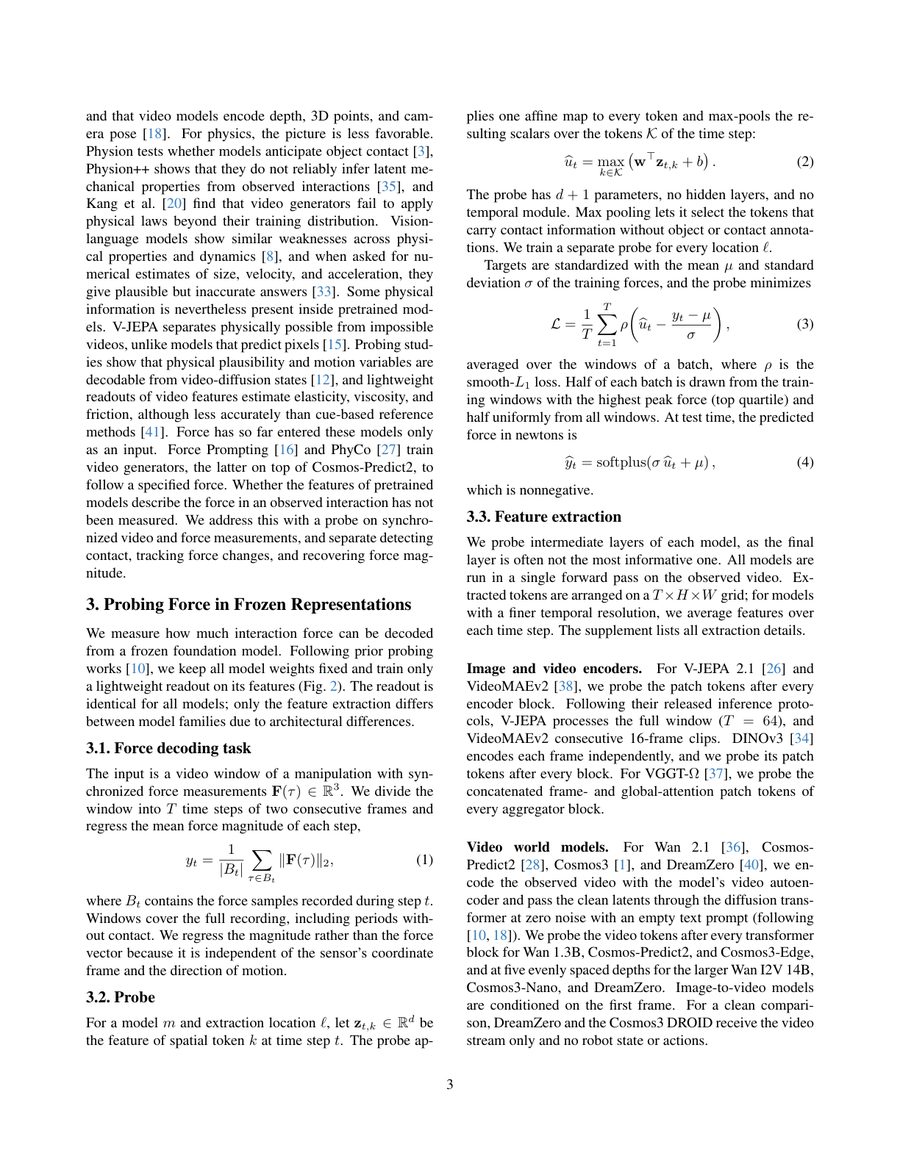 and that video models encode depth, 3D points, and cam-
era pose [18]. For physics, the picture is less favorable.
Physion tests whether models anticipate object contact [3],
Physion++ shows that they do not reliably infer latent me-
chanical properties from observed interactions [35], and
Kang et al. [20] find that video generators fail to apply
physical laws beyond their training distribution. Vision-
language models show similar weaknesses across physi-
cal properties and dynamics [8], and when asked for nu-
merical estimates of size, velocity, and acceleration, they
give plausible but inaccurate answers [33]. Some physical
information is nevertheless present inside pretrained mod-
els. V-JEPA separates physically possible from impossible
videos, unlike models that predict pixels [15]. Probing stud-
ies show that physical plausibility and motion variables are
decodable from video-diffusion states [12], and lightweight
readouts of video features estimate elasticity, viscosity, and
friction, although less accurately than cue-based reference
methods [41]. Force has so far entered these models only
as an input. Force Prompting [16] and PhyCo [27] train
video generators, the latter on top of Cosmos-Predict2, to
follow a specified force. Whether the features of pretrained
models describe the force in an observed interaction has not
been measured. We address this with a probe on synchro-
nized video and force measurements, and separate detecting
contact, tracking force changes, and recovering force mag-
nitude.
3. Probing Force in Frozen Representations
We measure how much interaction force can be decoded
from a frozen foundation model. Following prior probing
works [10], we keep all model weights fixed and train only
a lightweight readout on its features (Fig. 2). The readout is
identical for all models; only the feature extraction differs
between model families due to architectural differences.
3.1. Force decoding task
The input is a video window of a manipulation with syn-
chronized force measurements F(τ) ∈ ℝ³. We divide the
window into T time steps of two consecutive frames and
regress the mean force magnitude of each step,
y_t = 1/|B_t| ∑_{τ∈B_t} ‖F(τ)‖₂, (1)
where B_t contains the force samples recorded during step t.
Windows cover the full recording, including periods with-
out contact. We regress the magnitude rather than the force
vector because it is independent of the sensor's coordinate
frame and the direction of motion.
3.2. Probe
For a model m and extraction location ℓ, let z_{t,k} ∈ ℝ^d be
the feature of spatial token k at time step t. The probe ap-
plies one affine map to every token and max-pools the re-
sulting scalars over the tokens K of the time step:
û_t = max_{k∈K} (w^⊤ z_{t,k} + b). (2)
The probe has d + 1 parameters, no hidden layers, and no
temporal module. Max pooling lets it select the tokens that
carry contact information without object or contact annota-
tions. We train a separate probe for every location ℓ.
Targets are standardized with the mean μ and standard
deviation σ of the training forces, and the probe minimizes
L = 1/T ∑_{t=1}^{T} ρ(û_t − (y_t − μ)/σ), (3)
averaged over the windows of a batch, where ρ is the
smooth-L₁ loss. Half of each batch is drawn from the train-
ing windows with the highest peak force (top quartile) and
half uniformly from all windows. At test time, the predicted
force in newtons is
ŷ_t = softplus(σ û_t + μ), (4)
which is nonnegative.
3.3. Feature extraction
We probe intermediate layers of each model, as the final
layer is often not the most informative one. All models are
run in a single forward pass on the observed video. Ex-
tracted tokens are arranged on a T×H×W grid; for models
with a finer temporal resolution, we average features over
each time step. The supplement lists all extraction details.
Image and video encoders. For V-JEPA 2.1 [26] and
VideoMAEv2 [38], we probe the patch tokens after every
encoder block. Following their released inference proto-
cols, V-JEPA processes the full window (T = 64), and
VideoMAEv2 consecutive 16-frame clips. DINOv3 [34]
encodes each frame independently, and we probe its patch
tokens after every block. For VGGT-Ω [37], we probe the
concatenated frame- and global-attention patch tokens of
every aggregator block.
Video world models. For Wan 2.1 [36], Cosmos-
Predict2 [28], Cosmos3 [1], and DreamZero [40], we en-
code the observed video with the model's video autoen-
coder and pass the clean latents through the diffusion trans-
former at zero noise with an empty text prompt (following
[10, 18]). We probe the video tokens after every transformer
block for Wan 1.3B, Cosmos-Predict2, and Cosmos3-Edge,
and at five evenly spaced depths for the larger Wan I2V 14B,
Cosmos3-Nano, and DreamZero. Image-to-video models
are conditioned on the first frame. For a clean compari-
son, DreamZero and the Cosmos3 DROID receive the video
stream only and no robot state or actions.
3